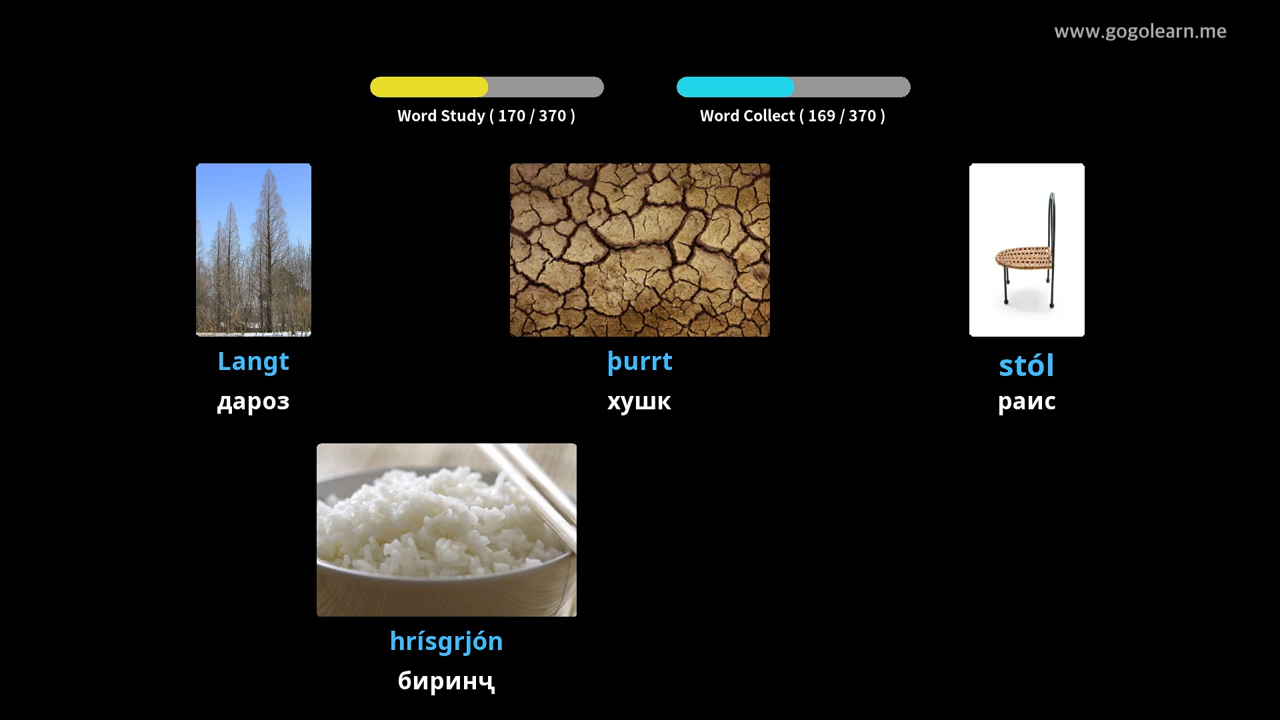 www.gogolearn.me
Word Study ( 170 / 370 )
Word Collect ( 169 / 370 )
Langt
þurrt
stól
дароз
хушк
раис
hrísgrjón
биринҷ